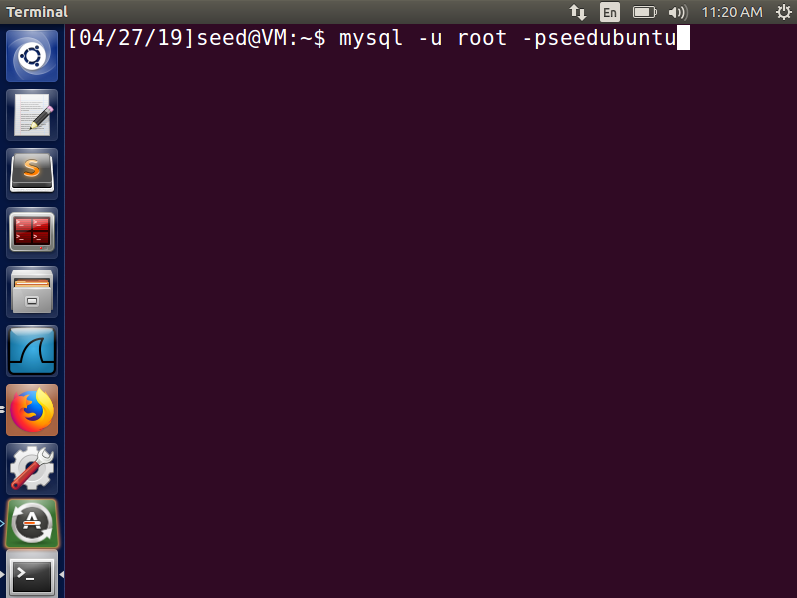 Terminal
En
11:20 AM
[04/27/19]seed@VM:~$ mysql -u root -pseedubuntu